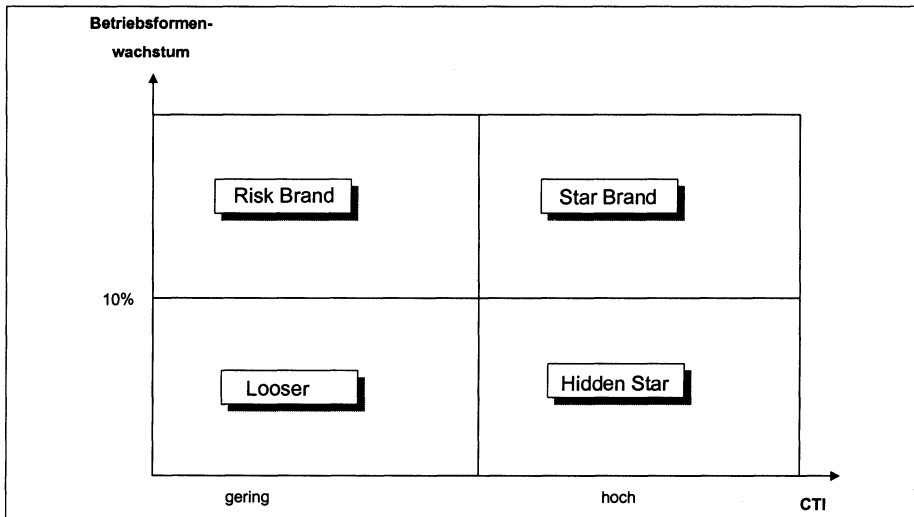 Betriebsformen-
wachstum
Risk Brand
Star Brand
10%
Looser
Hidden Star
gering
hoch
CTI